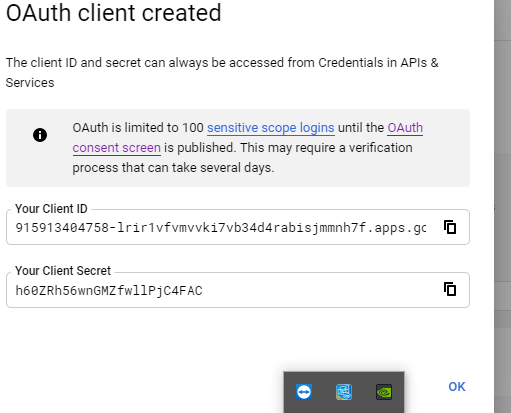 OAuth client created
The client ID and secret can always be accessed from Credentials in APIs &
Services
OAuth is limited to 100 sensitive scope logins until the OAuth
consent screen is published. This may require a verification
process that can take several days.
Your Client ID
915913404758-lrir1vfvmvvki7vb34d4rabisjmmnh7f.apps.gc
Your Client Secret
h60ZRh56wnGMZfwllPjC4FAC
OK